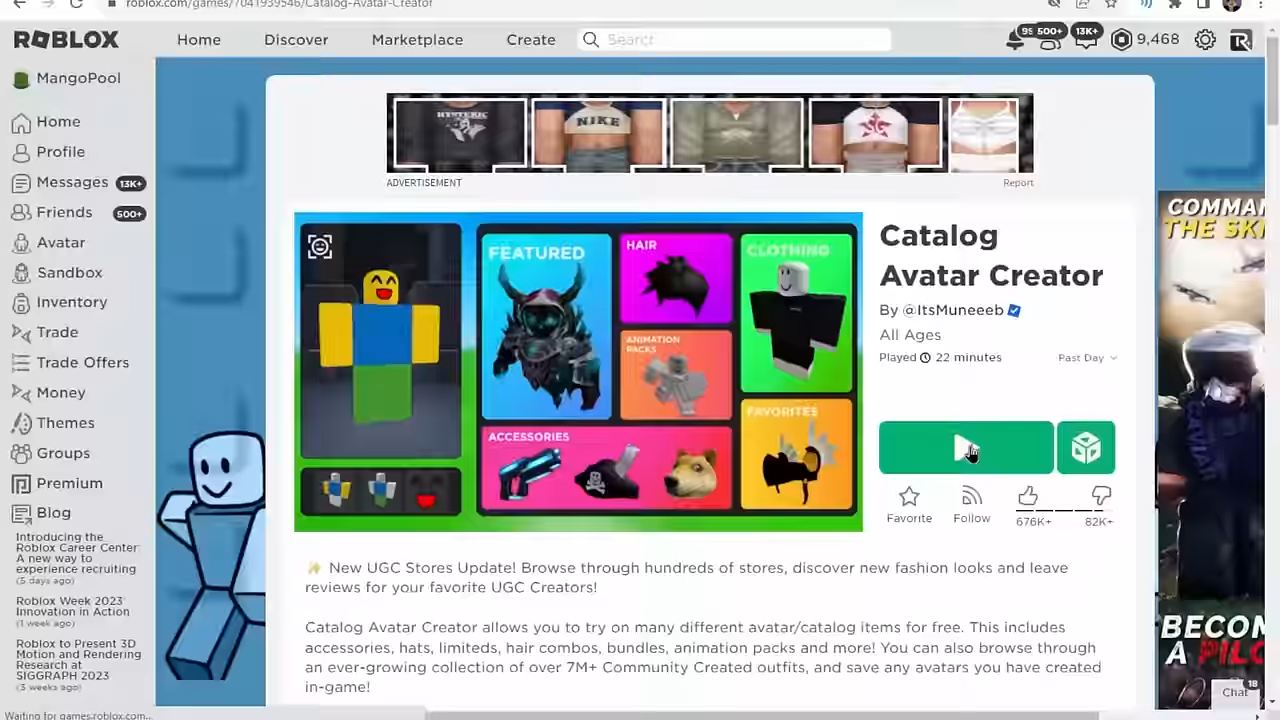 roblox.com/games/7041939546/Catalog-Avatar-Creator
ROBLOX
Home
Discover
Marketplace
Create
Search
99
500+
13K+
9,468
MangoPool
Home
Profile
Messages 13K+
Friends 500+
Avatar
Sandbox
Inventory
Trade
Trade Offers
Money
Themes
Groups
Premium
Blog
Introducing the
Roblox Career Center:
A new way to
experience recruiting
(5 days ago)
Roblox Week 2023:
Innovation in Action
(1 week ago)
Roblox to Present 3D
Motion and Rendering
Research at
SIGGRAPH 2023
(3 weeks ago)
HYSTERIC
NIKE
ADVERTISEMENT
Report
FEATURED
HAIR
CLOTHING
ANIMATION
PACKS
ACCESSORIES
FAVORITES
Catalog
Avatar Creator
By @ItsMuneeeb
All Ages
Played 22 minutes
Past Day
Favorite
Follow
676K+
82K+
✨ New UGC Stores Update! Browse through hundreds of stores, discover new fashion looks and leave
reviews for your favorite UGC Creators!
Catalog Avatar Creator allows you to try on many different avatar/catalog items for free. This includes
accessories, hats, limiteds, hair combos, bundles, animation packs and more! You can also browse through
an ever-growing collection of over 7M+ Community Created outfits, and save any avatars you have created
in-game!
THE SKI
BECOM
A PILO
Chat 18
Waiting for games.roblox.com...